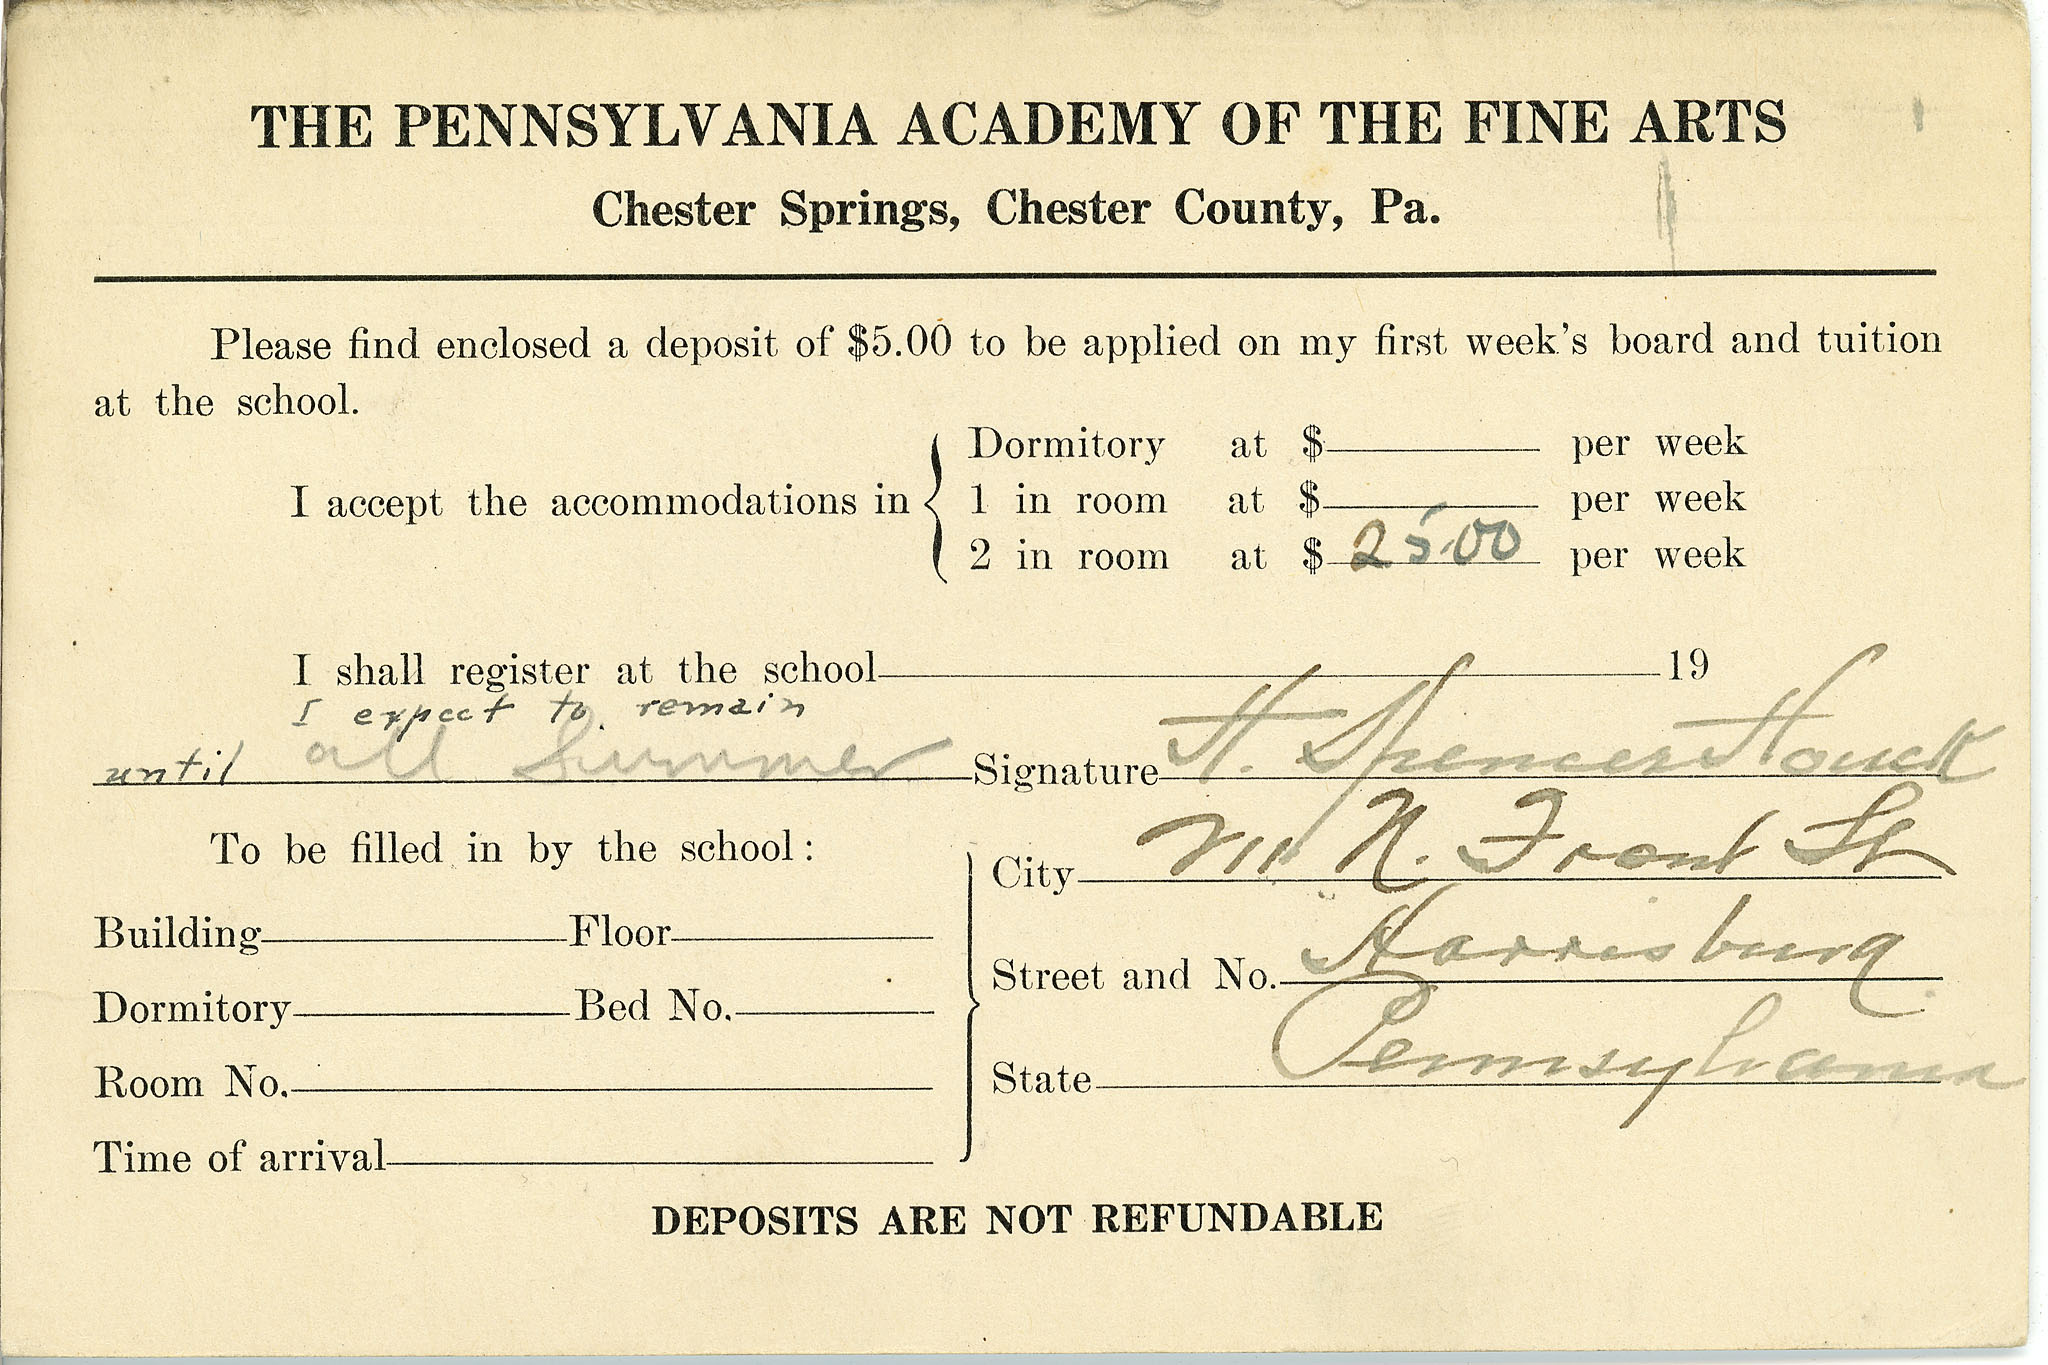 THE PENNSYLVANIA ACADEMY OF THE FINE ARTS
Chester Springs, Chester County, Pa.
Please find enclosed a deposit of $5.00 to be applied on my first week's board and tuition
at the school.
I accept the accommodations in
Dormitory at $ per week
1 in room at $ per week
2 in room at $ 25.00 per week
I shall register at the school 19
I expect to remain
until all Summer
Signature H. Spencer Houck
To be filled in by the school:
Building Floor
Dormitory Bed No.
Room No.
Time of arrival
City N. Front St
Street and No. Harrisburg
State Pennsylvania
DEPOSITS ARE NOT REFUNDABLE